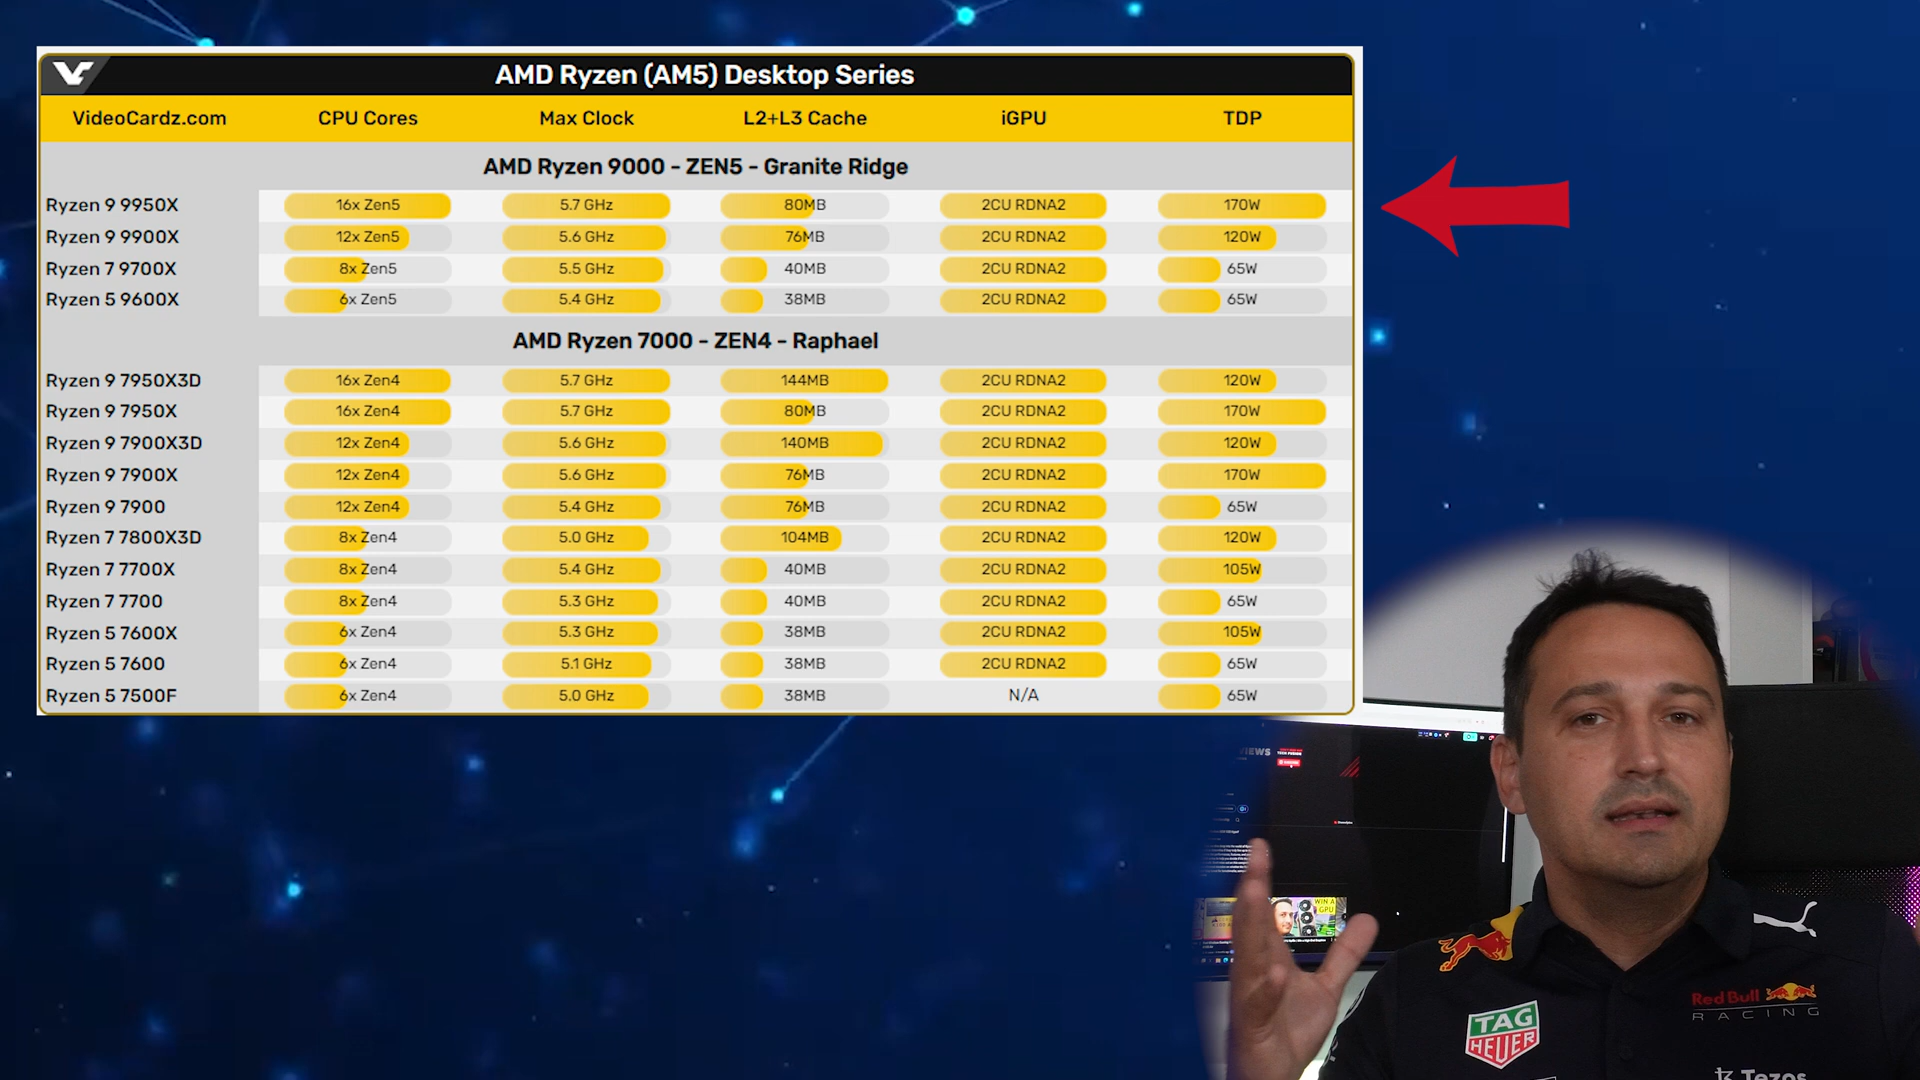 AMD Ryzen (AM5) Desktop Series
VideoCardz.com CPU Cores Max Clock L2+L3 Cache iGPU TDP
AMD Ryzen 9000 - ZEN5 - Granite Ridge
Ryzen 9 9950X 16x Zen5 5.7 GHz 80MB 2CU RDNA2 170W
Ryzen 9 9900X 12x Zen5 5.6 GHz 76MB 2CU RDNA2 120W
Ryzen 7 9700X 8x Zen5 5.5 GHz 40MB 2CU RDNA2 65W
Ryzen 5 9600X 6x Zen5 5.4 GHz 38MB 2CU RDNA2 65W
AMD Ryzen 7000 - ZEN4 - Raphael
Ryzen 9 7950X3D 16x Zen4 5.7 GHz 144MB 2CU RDNA2 120W
Ryzen 9 7950X 16x Zen4 5.7 GHz 80MB 2CU RDNA2 170W
Ryzen 9 7900X3D 12x Zen4 5.6 GHz 140MB 2CU RDNA2 120W
Ryzen 9 7900X 12x Zen4 5.6 GHz 76MB 2CU RDNA2 170W
Ryzen 9 7900 12x Zen4 5.4 GHz 76MB 2CU RDNA2 65W
Ryzen 7 7800X3D 8x Zen4 5.0 GHz 104MB 2CU RDNA2 120W
Ryzen 7 7700X 8x Zen4 5.4 GHz 40MB 2CU RDNA2 105W
Ryzen 7 7700 8x Zen4 5.3 GHz 40MB 2CU RDNA2 65W
Ryzen 5 7600X 6x Zen4 5.3 GHz 38MB 2CU RDNA2 105W
Ryzen 5 7600 6x Zen4 5.1 GHz 38MB 2CU RDNA2 65W
Ryzen 5 7500F 6x Zen4 5.0 GHz 38MB N/A 65W
WIN A
GPU
Red Bull
RACING
TAG
HEUER
Tezos